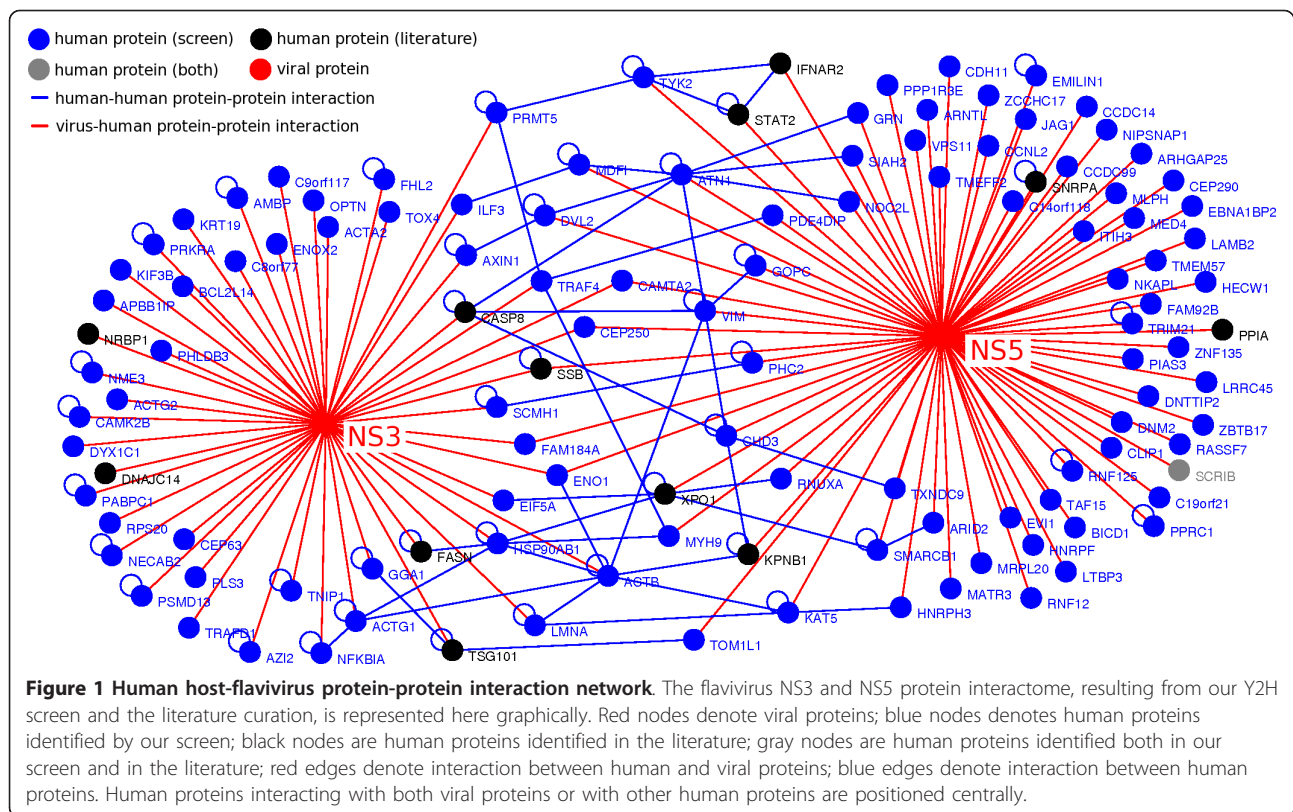 human protein (screen) human protein (literature)
human protein (both) viral protein
human-human protein-protein interaction
virus-human protein-protein interaction
IFNAR2
TYK2
CDH11
EMILIN1
PPP1R3E
ZCCHC17
CCDC14
PRMT5
STAT2
GRN
ARNTL
JAG1
NIPSNAP1
VPS11
CCNL2
ARHGAP25
SIAH2
CCDC99
MDFI
ATN1
TMEFF2
SNRPA
CEP290
C9orf117
FHL2
AMBP
OPTN
MLPH
EBNA1BP2
C14orf118
NOC2L
ILF3
TOX4
KRT19
DVL2
PDE4DIP
MED4
ACTA2
ITIH3
LAMB2
PRKRA
ENOX2
AXIN1
GOPC
TMEM57
C8orf77
KIF3B
BCL2L14
TRAF4
CAMTA2
NKAPL
HECW1
APBB1IP
CASP8
VIM
FAM92B
TRIM21
PPIA
NRBP1
CEP250
NS5
ZNF135
PHLDB3
PIAS3
NME3
SSB
PHC2
LRRC45
DNTTIP2
ACTG2
SCMH1
CAMK2B
NS3
DNM2
ZBTB17
DYX1C1
FAM184A
CHD3
CLIP1
RASSF7
DNAJC14
ENO1
RNUXA
RNF125
SCRIB
PABPC1
EIF5A
XPO1
TXNDC9
TAF15
C19orf21
RPS20
ARID2
EVI1
BICD1
PPRC1
CEP63
HSP90AB1
MYH9
HNRPF
NECAB2
FASN
KPNB1
SMARCB1
MRPL20
LTBP3
GGA1
ACTB
PLS3
TNIP1
MATR3
RNF12
PSMD13
KAT5
HNRPH3
TRAFD1
ACTG1
LMNA
TOM1L1
AZI2
NFKBIA
TSG101
Figure 1 Human host-flavivirus protein-protein interaction network. The flavivirus NS3 and NS5 protein interactome, resulting from our Y2H
screen and the literature curation, is represented here graphically. Red nodes denote viral proteins; blue nodes denotes human proteins
identified by our screen; black nodes are human proteins identified in the literature; gray nodes are human proteins identified both in our
screen and in the literature; red edges denote interaction between human and viral proteins; blue edges denote interaction between human
proteins. Human proteins interacting with both viral proteins or with other human proteins are positioned centrally.